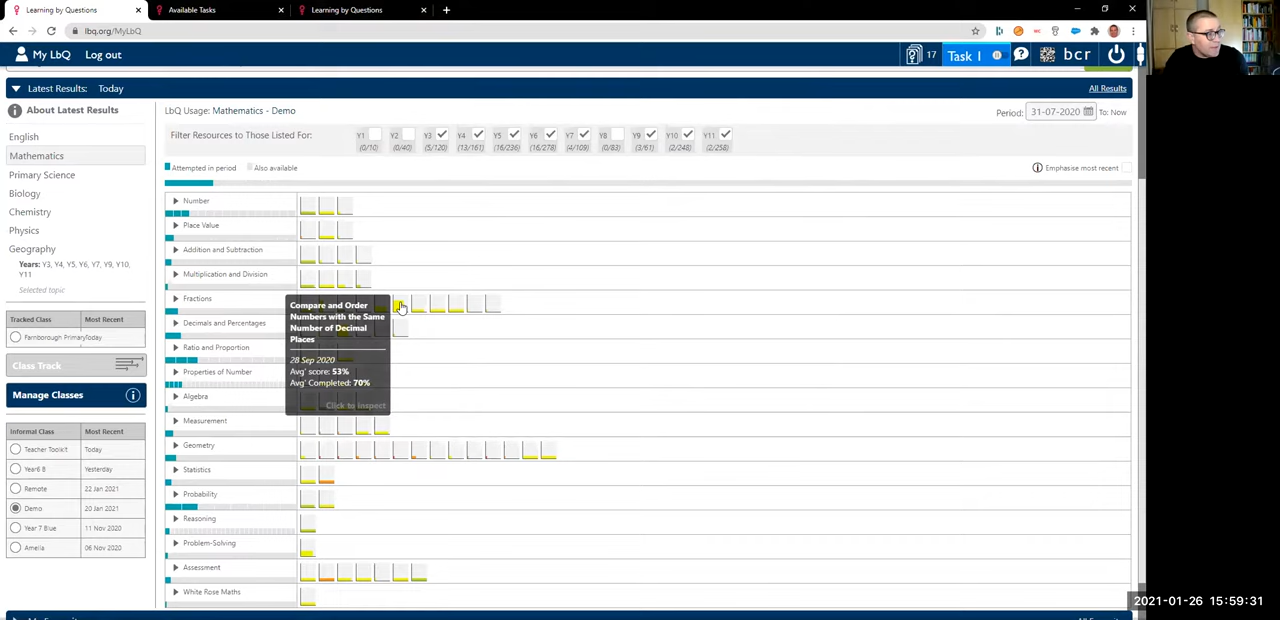 Learning by Questions
Available Tasks
Learning by Questions
lbq.org/MyLbQ
My LbQ
Log out
17
Task 1
bcr
Latest Results: Today
All Results
About Latest Results
LbQ Usage: Mathematics - Demo
Period: 31-07-2020 To: Now
Filter Resources to Those Listed For:
Y1 Y2 Y3 Y4 Y5 Y6 Y7 Y8 Y9 Y10 Y11
(0/10) (0/40) (5/120) (13/161) (16/236) (16/278) (4/109) (0/83) (3/61) (2/248) (2/258)
Attempted in period
Also available
Emphasise most recent
English
Mathematics
Primary Science
Biology
Chemistry
Physics
Geography
Years: Y3, Y4, Y5, Y6, Y7, Y9, Y10,
Y11
Selected topic
Tracked Class Most Recent
Farnborough Primary Today
Class Track
Manage Classes
Informal Class Most Recent
Teacher Toolkit Today
Year6 B Yesterday
Remote 22 Jan 2021
Demo 20 Jan 2021
Year 7 Blue 11 Nov 2020
Amelia 06 Nov 2020
Number
Place Value
Addition and Subtraction
Multiplication and Division
Fractions
Decimals and Percentages
Ratio and Proportion
Properties of Number
Algebra
Measurement
Geometry
Statistics
Probability
Reasoning
Problem-Solving
Assessment
White Rose Maths
Compare and Order
Numbers with the Same
Number of Decimal
Places
28 Sep 2020
Avg' score: 53%
Avg' Completed: 70%
Click to Inspect
2021-01-26 15:59:31